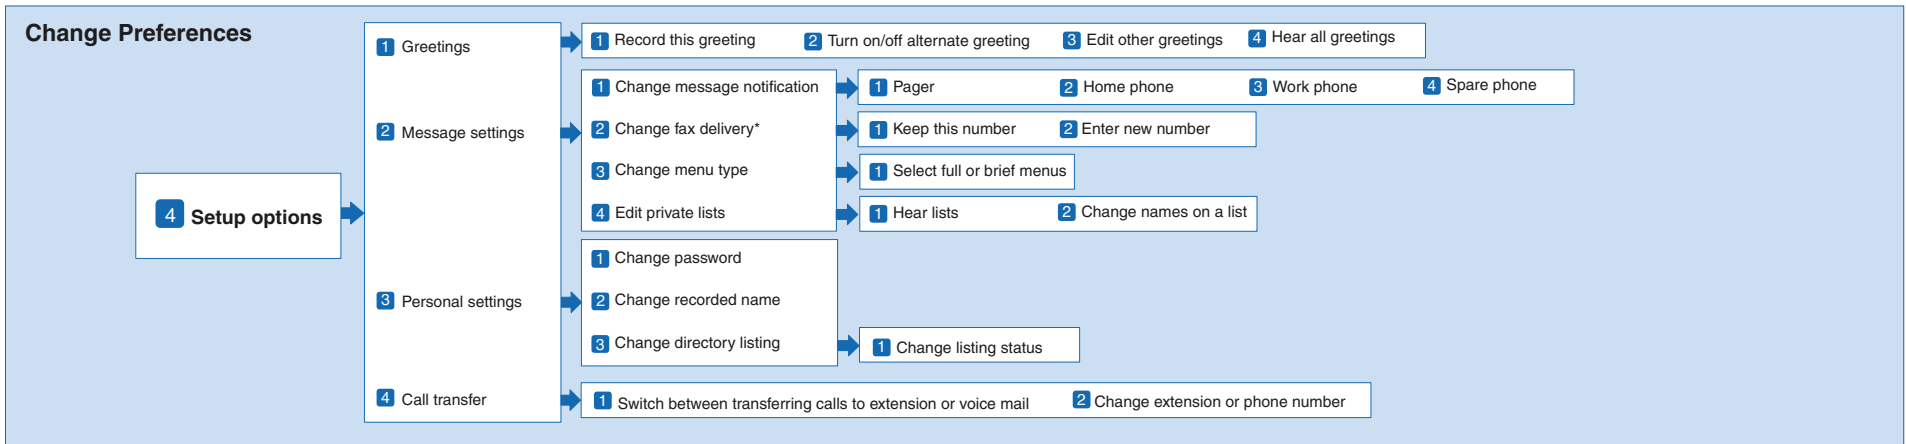 Change Preferences
4 Setup options
1 Greetings
1 Record this greeting 2 Turn on/off alternate greeting 3 Edit other greetings 4 Hear all greetings
2 Message settings
1 Change message notification
1 Pager 2 Home phone 3 Work phone 4 Spare phone
2 Change fax delivery*
1 Keep this number 2 Enter new number
3 Change menu type
1 Select full or brief menus
4 Edit private lists
1 Hear lists 2 Change names on a list
3 Personal settings
1 Change password
2 Change recorded name
3 Change directory listing
1 Change listing status
4 Call transfer
1 Switch between transferring calls to extension or voice mail 2 Change extension or phone number